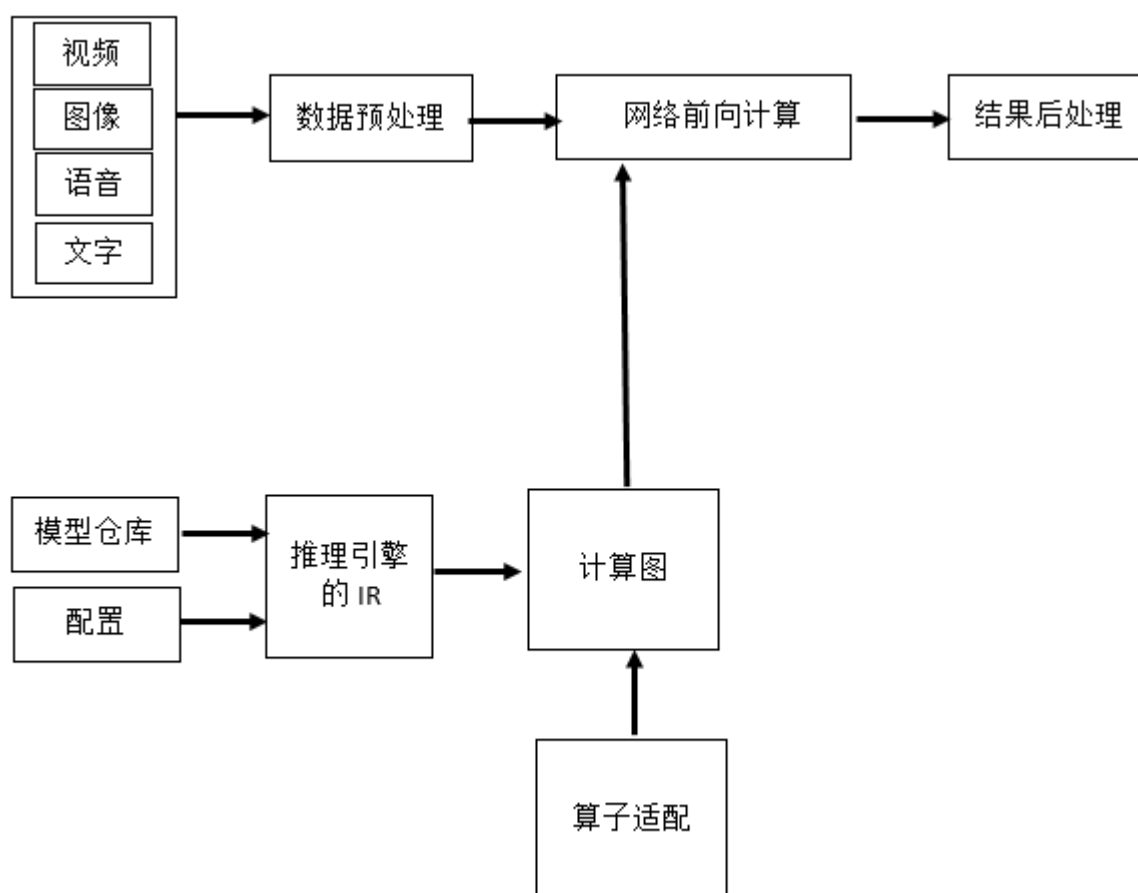 视频
图像
语音
文字
数据预处理
网络前向计算
结果后处理
模型仓库
配置
推理引擎
的 IR
计算图
算子适配